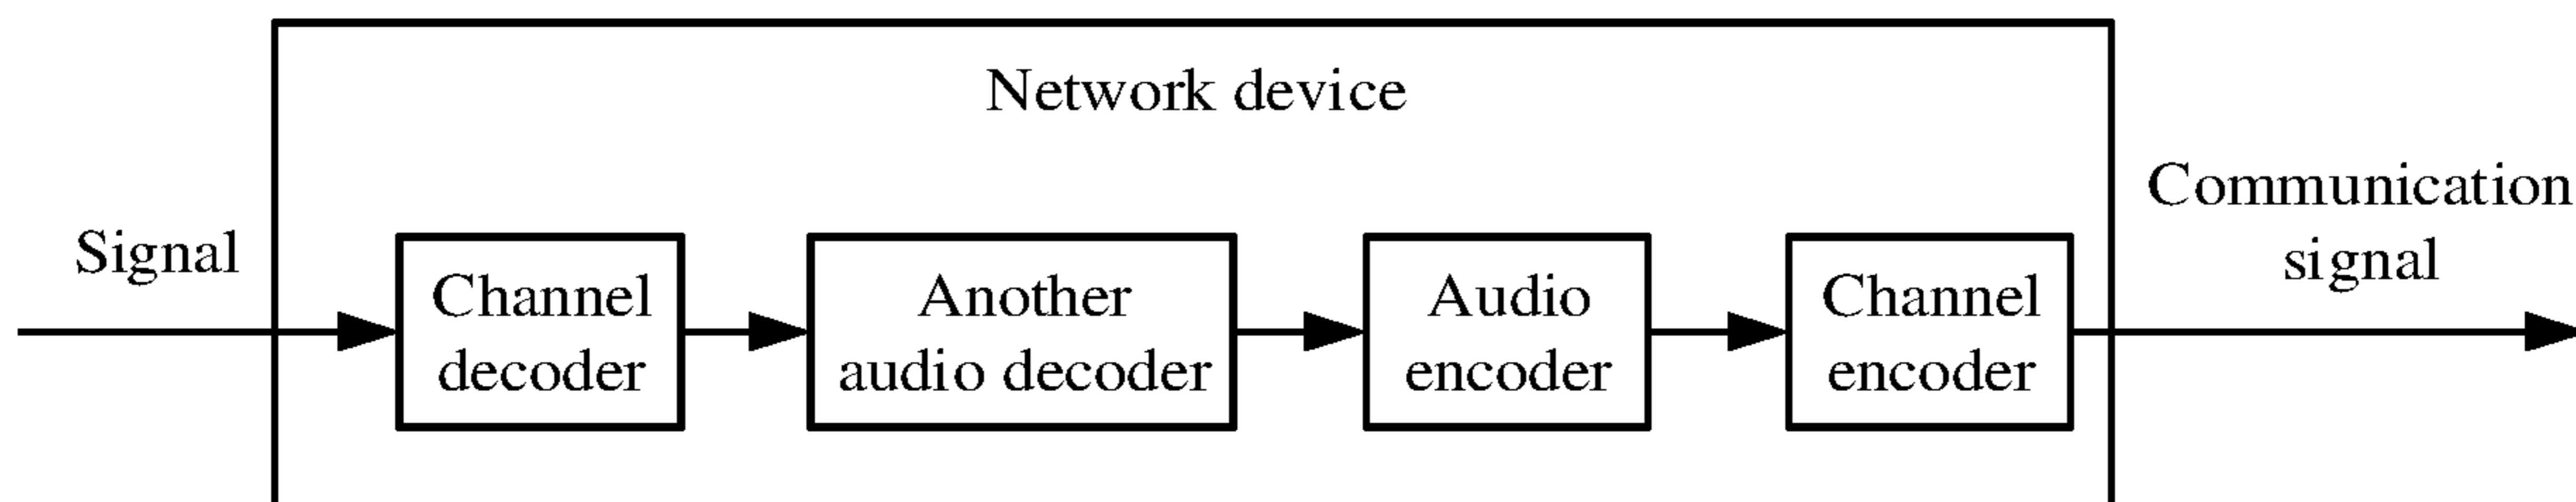 Network device
Signal
Channel
decoder
Another
audio decoder
Audio
encoder
Channel
encoder
Communication
signal